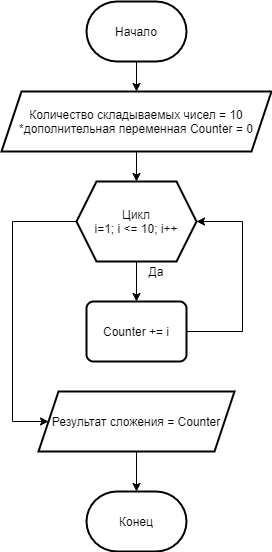 Начало
Количество складываемых чисел = 10
*дополнительная переменная Counter = 0
Цикл
i=1; i <= 10; i++
Да
Counter += i
Результат сложения = Counter
Конец